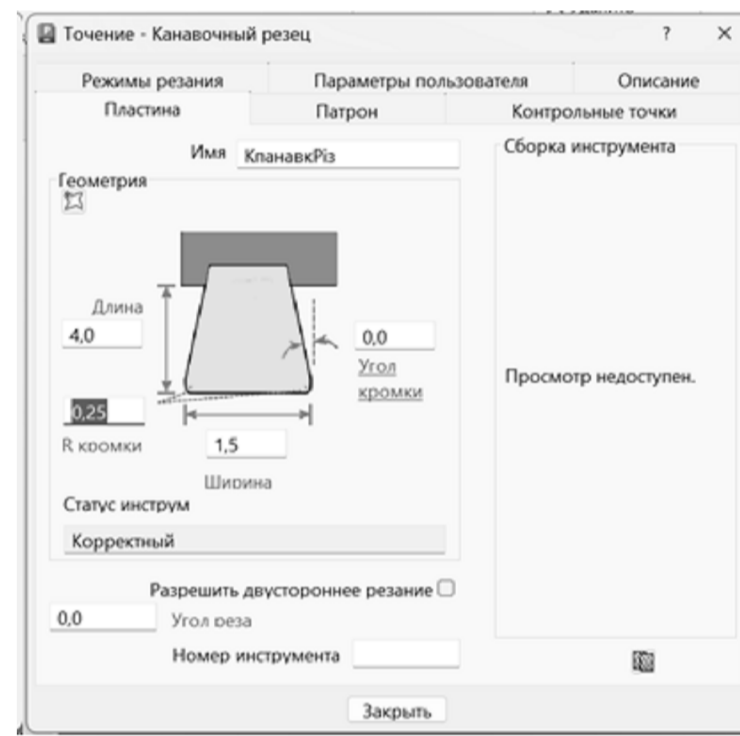 Точение - Канавочный резец
?
×
Режимы резания
Параметры пользователя
Описание
Пластина
Патрон
Контрольные точки
Имя
КпанавкРіз
Сборка инструмента
Геометрия
Длина
4,0
0,0
Угол
кромки
Просмотр недоступен.
0,25
R кромки
1,5
Ширина
Статус инструм
Корректный
Разрешить двустороннее резание
0,0
Угол реза
Номер инструмента
Закрыть